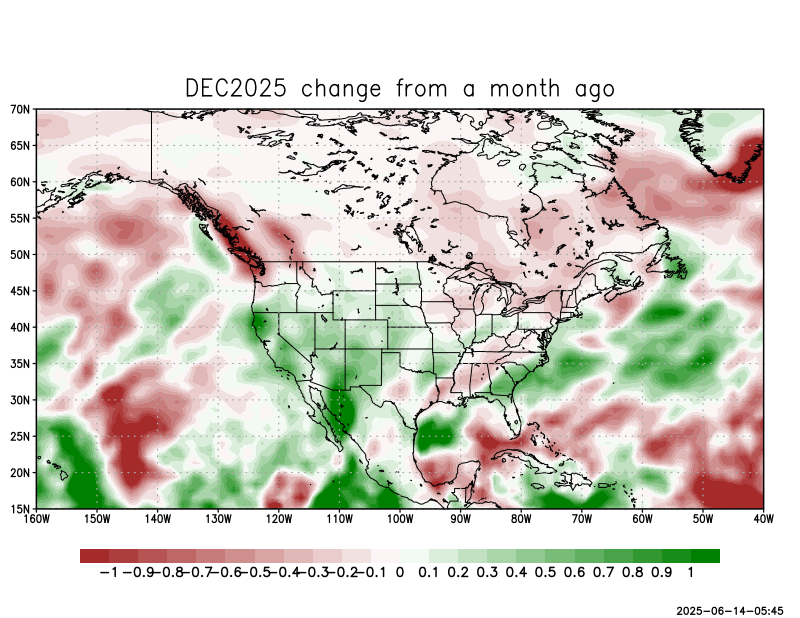 DEC2025 change from a month ago
70N
65N
60N
55N
50N
45N
40N
35N
30N
25N
20N
15N
160W 150W 140W 130W 120W 110W 100W 90W 80W 70W 60W 50W 40W
-1 -0.9 -0.8 -0.7 -0.6 -0.5 -0.4 -0.3 -0.2 -0.1 0 0.1 0.2 0.3 0.4 0.5 0.6 0.7 0.8 0.9 1
2025-06-14-05:45